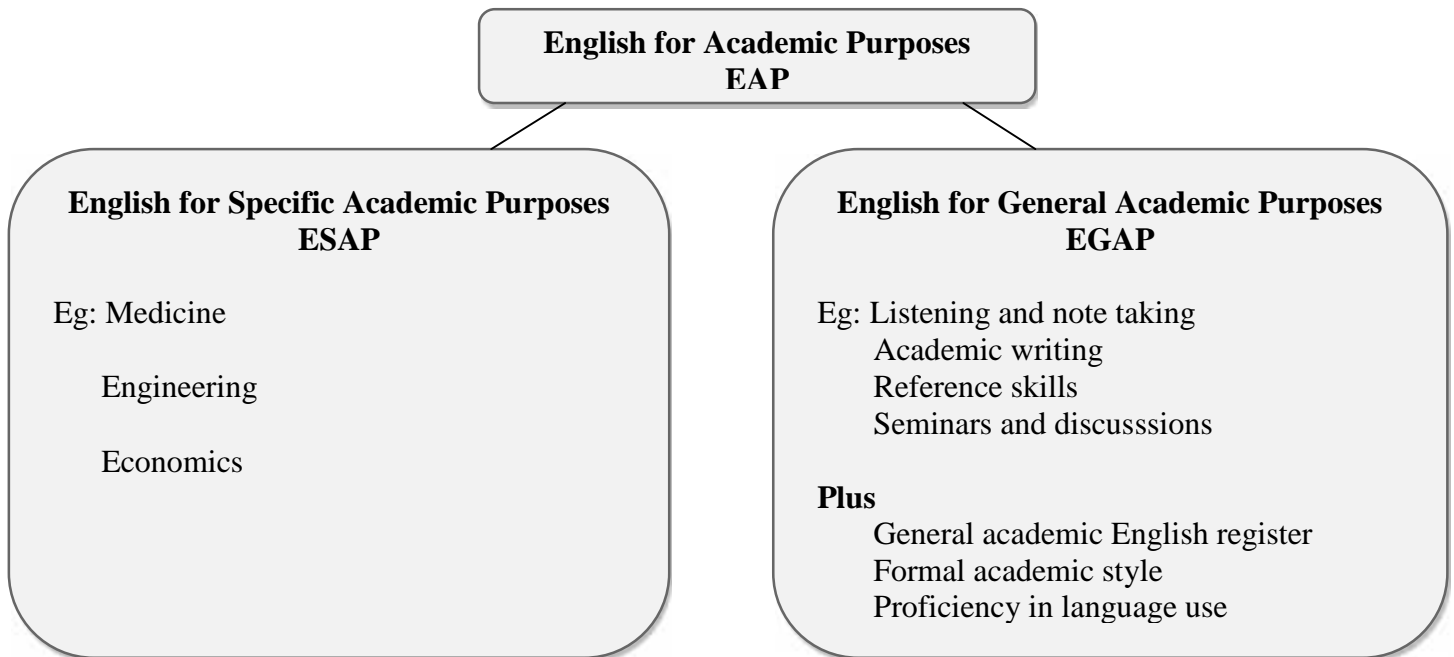 English for Academic Purposes
EAP
English for Specific Academic Purposes
ESAP
Eg: Medicine
Engineering
Economics
English for General Academic Purposes
EGAP
Eg: Listening and note taking
Academic writing
Reference skills
Seminars and discusssions
Plus
General academic English register
Formal academic style
Proficiency in language use